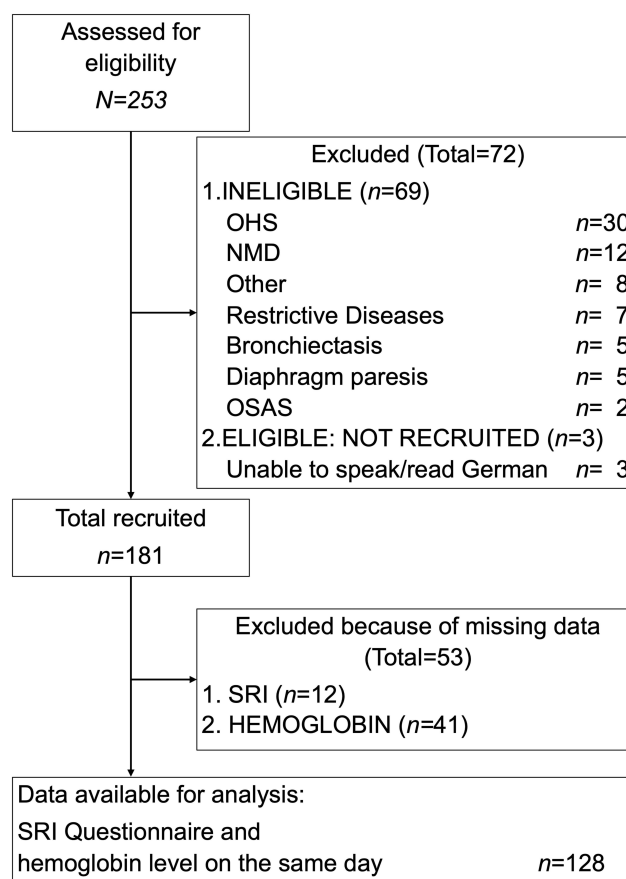 Assessed for
eligibility
N=253
Excluded (Total=72)
1.INELIGIBLE (n=69)
OHS n=30
NMD n=12
Other n= 8
Restrictive Diseases n= 7
Bronchiectasis n= 5
Diaphragm paresis n= 5
OSAS n= 2
2.ELIGIBLE: NOT RECRUITED (n=3)
Unable to speak/read German n= 3
Total recruited
n=181
Excluded because of missing data
(Total=53)
1. SRI (n=12)
2. HEMOGLOBIN (n=41)
Data available for analysis:
SRI Questionnaire and
hemoglobin level on the same day n=128